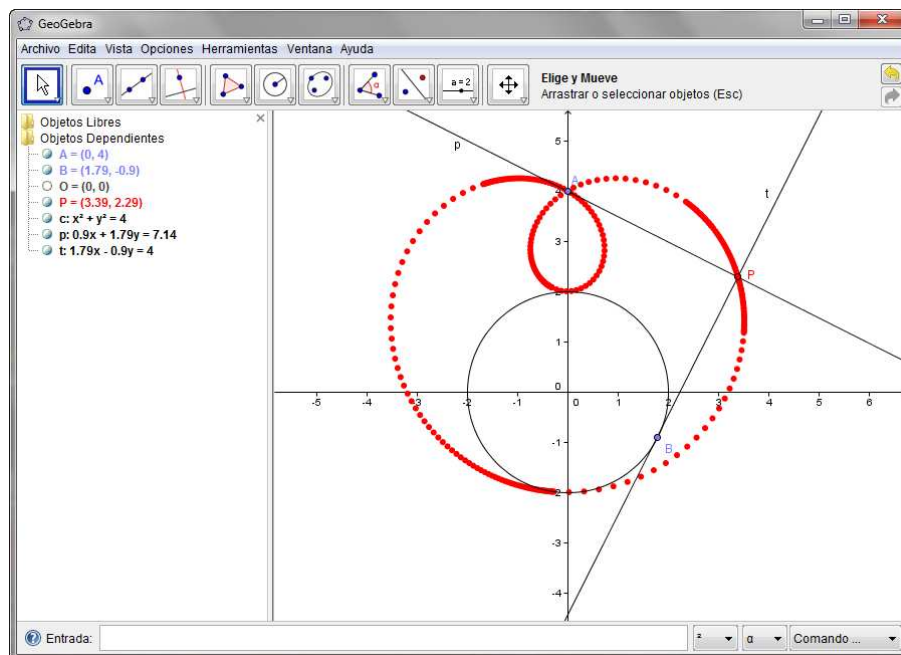 GeoGebra
Archivo Edita Vista Opciones Herramientas Ventana Ayuda
A
a = 2
Elige y Mueve
Arrastrar o seleccionar objetos (Esc)
Objetos Libres
Objetos Dependientes
A = (0, 4)
B = (1.79, -0.9)
O = (0, 0)
P = (3.39, 2.29)
c: x² + y² = 4
p: 0.9x + 1.79y = 7.14
t: 1.79x - 0.9y = 4
5
p
A
t
4
3
P
2
1
0
-5 -4 -3 -2 -1 0 1 2 3 4 5 6
-1
B
-2
-3
-4
Entrada:
²
α
Comando ...